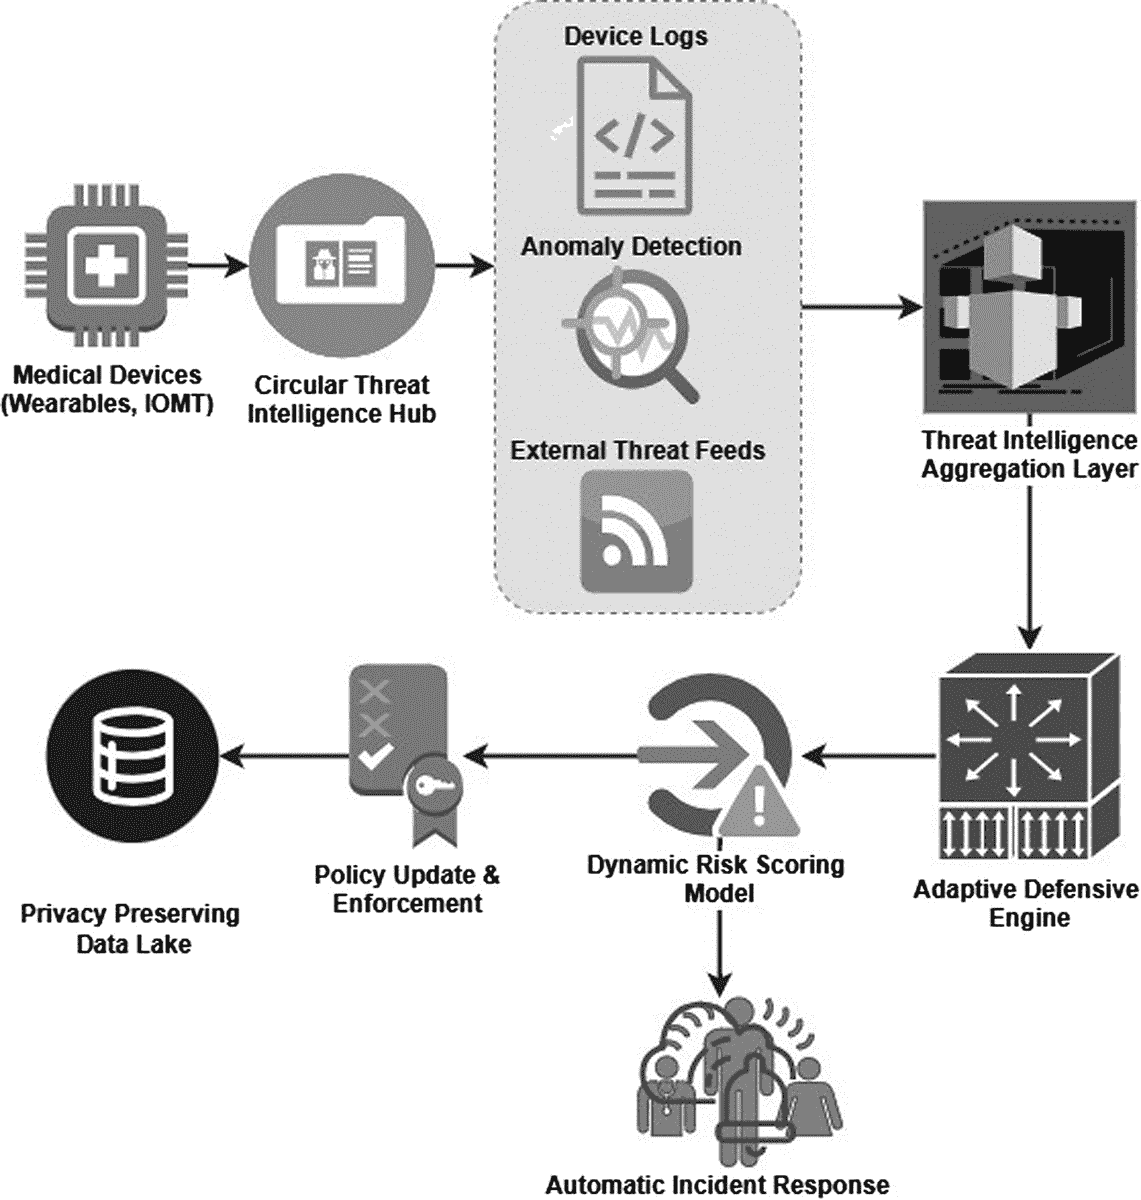 Device Logs
Anomaly Detection
External Threat Feeds
Medical Devices
(Wearables, IOMT)
Circular Threat
Intelligence Hub
Threat Intelligence
Aggregation Layer
Privacy Preserving
Data Lake
Policy Update &
Enforcement
Dynamic Risk Scoring
Model
Adaptive Defensive
Engine
Automatic Incident Response